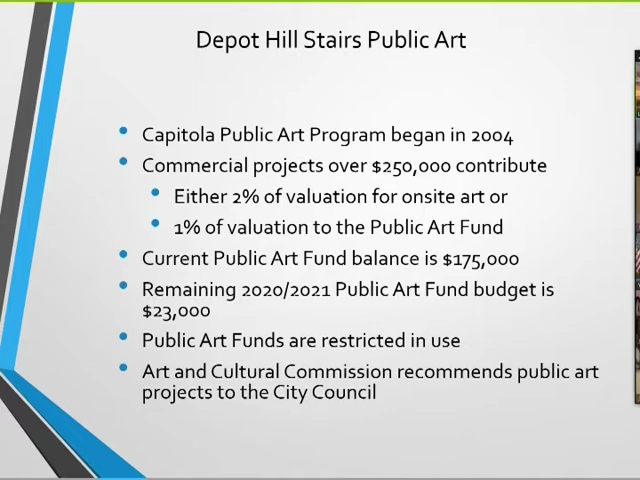 Depot Hill Stairs Public Art
• Capitola Public Art Program began in 2004
• Commercial projects over $250,000 contribute
• Either 2% of valuation for onsite art or
• 1% of valuation to the Public Art Fund
• Current Public Art Fund balance is $175,000
• Remaining 2020/2021 Public Art Fund budget is
$23,000
• Public Art Funds are restricted in use
• Art and Cultural Commission recommends public art
projects to the City Council